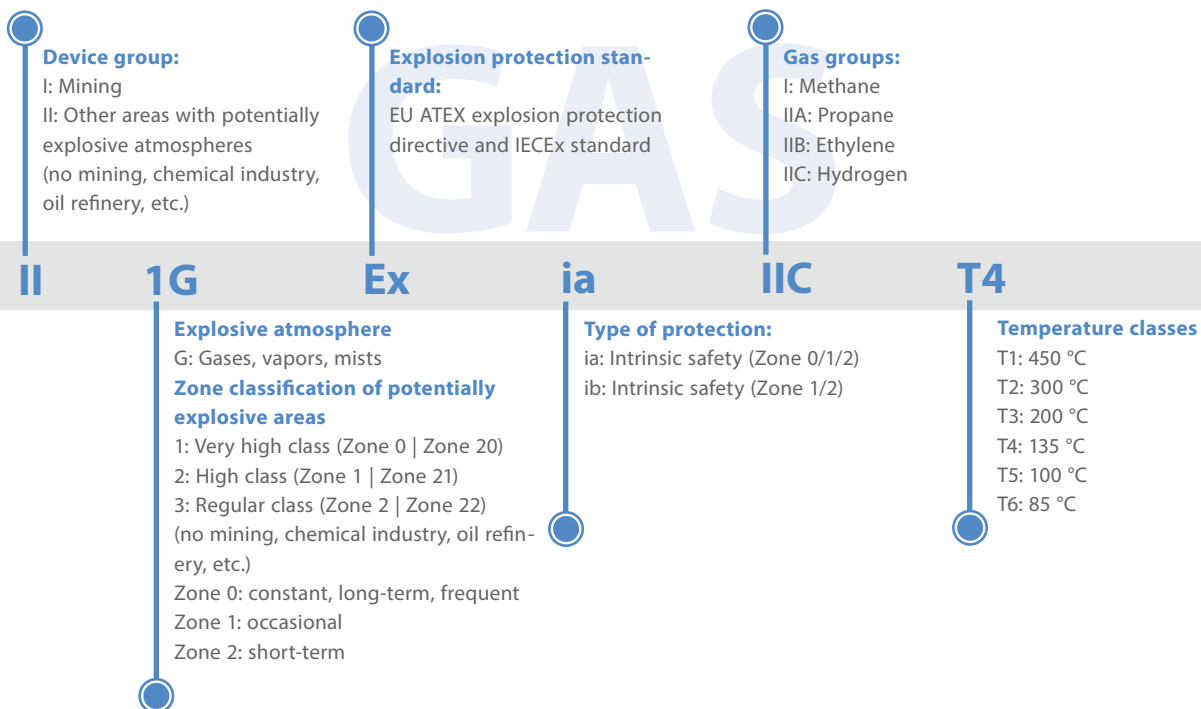 GAS
Device group:
I: Mining
II: Other areas with potentially
explosive atmospheres
(no mining, chemical industry,
oil refinery, etc.)
Explosion protection stan-
dard:
EU ATEX explosion protection
directive and IECEx standard
Gas groups:
I: Methane
IIA: Propane
IIB: Ethylene
IIC: Hydrogen
II 1G Ex ia IIC T4
Explosive atmosphere
G: Gases, vapors, mists
Zone classification of potentially
explosive areas
1: Very high class (Zone 0 | Zone 20)
2: High class (Zone 1 | Zone 21)
3: Regular class (Zone 2 | Zone 22)
(no mining, chemical industry, oil refin-
ery, etc.)
Zone 0: constant, long-term, frequent
Zone 1: occasional
Zone 2: short-term
Type of protection:
ia: Intrinsic safety (Zone 0/1/2)
ib: Intrinsic safety (Zone 1/2)
Temperature classes
T1: 450 °C
T2: 300 °C
T3: 200 °C
T4: 135 °C
T5: 100 °C
T6: 85 °C